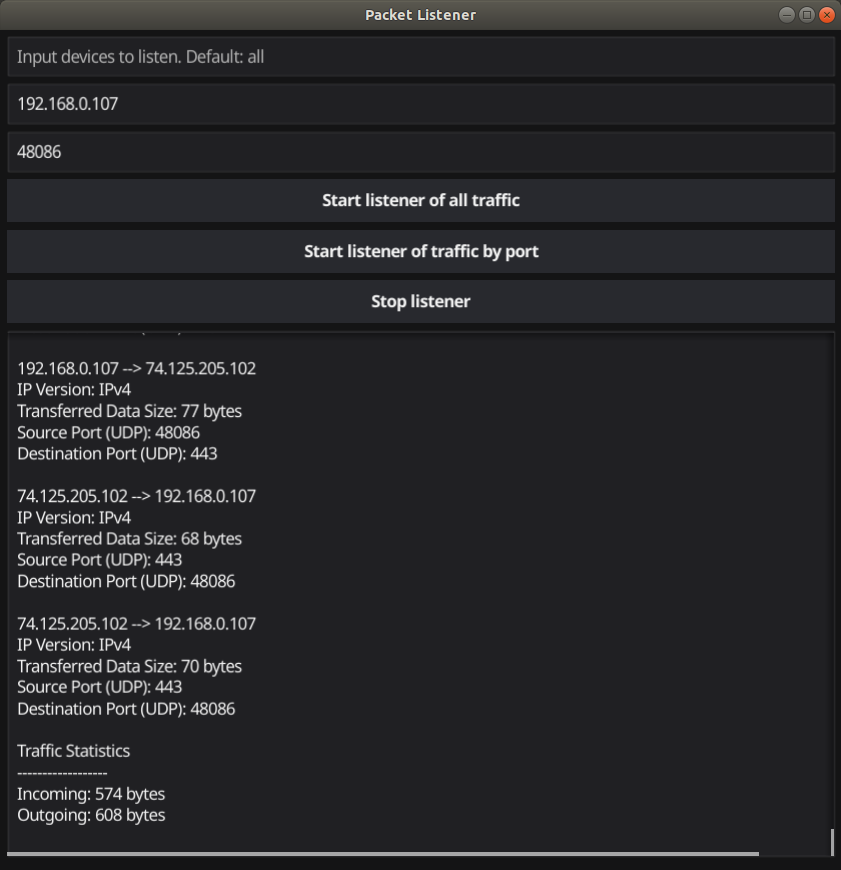 Packet Listener
Input devices to listen. Default: all
192.168.0.107
48086
Start listener of all traffic
Start listener of traffic by port
Stop listener
192.168.0.107 --> 74.125.205.102
IP Version: IPv4
Transferred Data Size: 77 bytes
Source Port (UDP): 48086
Destination Port (UDP): 443
74.125.205.102 --> 192.168.0.107
IP Version: IPv4
Transferred Data Size: 68 bytes
Source Port (UDP): 443
Destination Port (UDP): 48086
74.125.205.102 --> 192.168.0.107
IP Version: IPv4
Transferred Data Size: 70 bytes
Source Port (UDP): 443
Destination Port (UDP): 48086
Traffic Statistics
------------------
Incoming: 574 bytes
Outgoing: 608 bytes